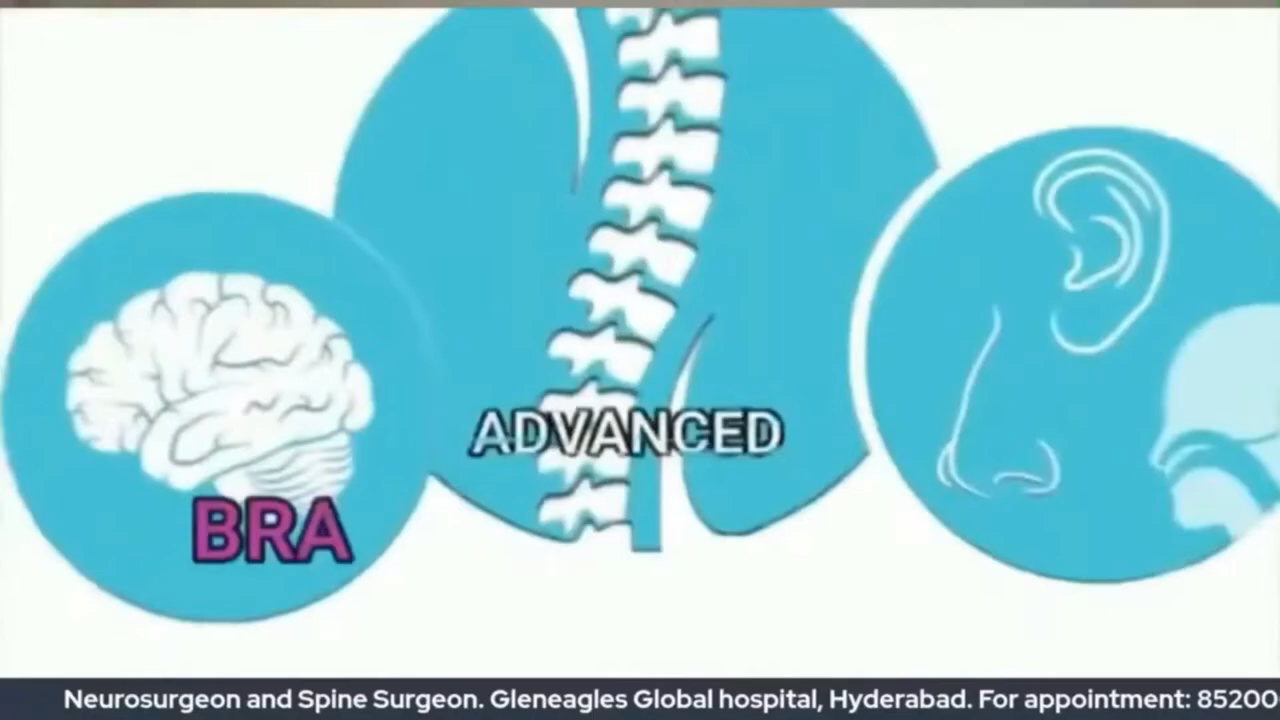 ADVANCED
BRA
Neurosurgeon and Spine Surgeon. Gleneagles Global hospital, Hyderabad. For appointment: 85200